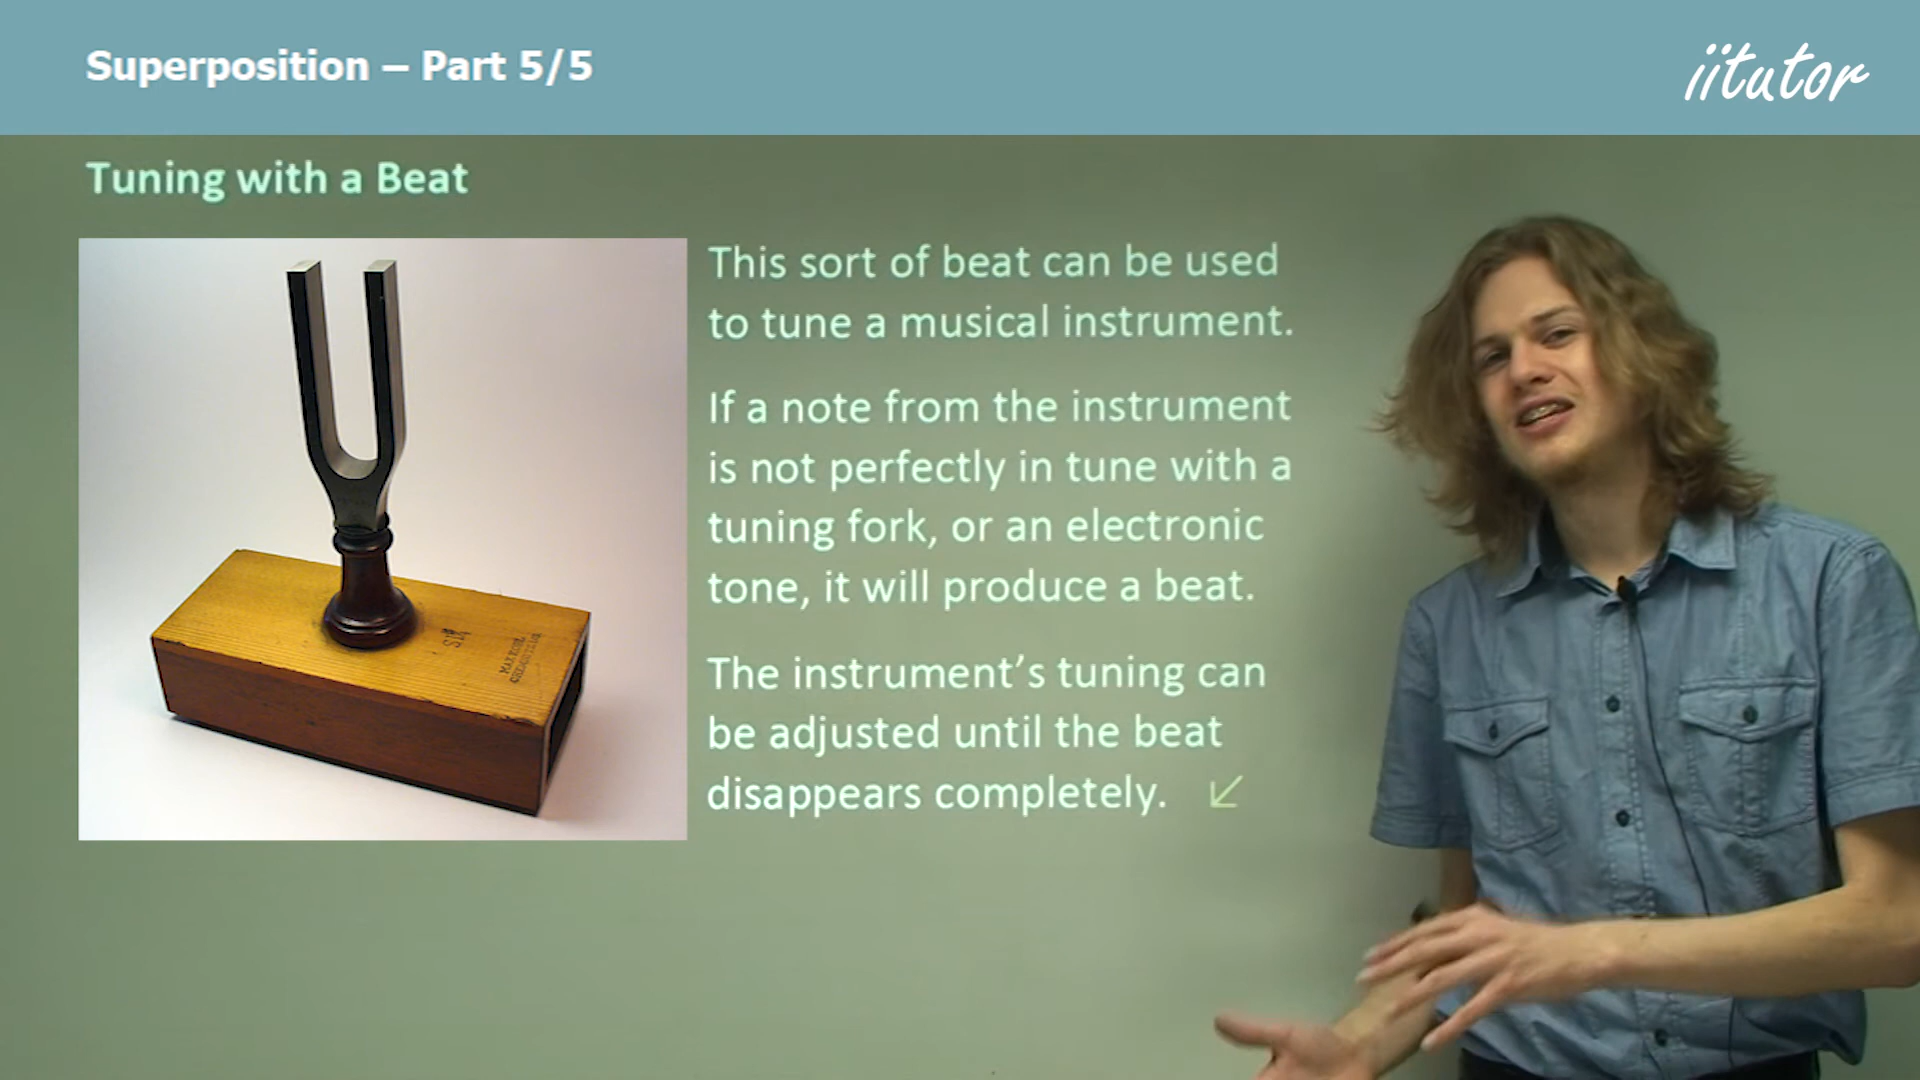 Superposition – Part 5/5
iitutor
Tuning with a Beat
This sort of beat can be used
to tune a musical instrument.
If a note from the instrument
is not perfectly in tune with a
tuning fork, or an electronic
tone, it will produce a beat.
The instrument’s tuning can
be adjusted until the beat
disappears completely.